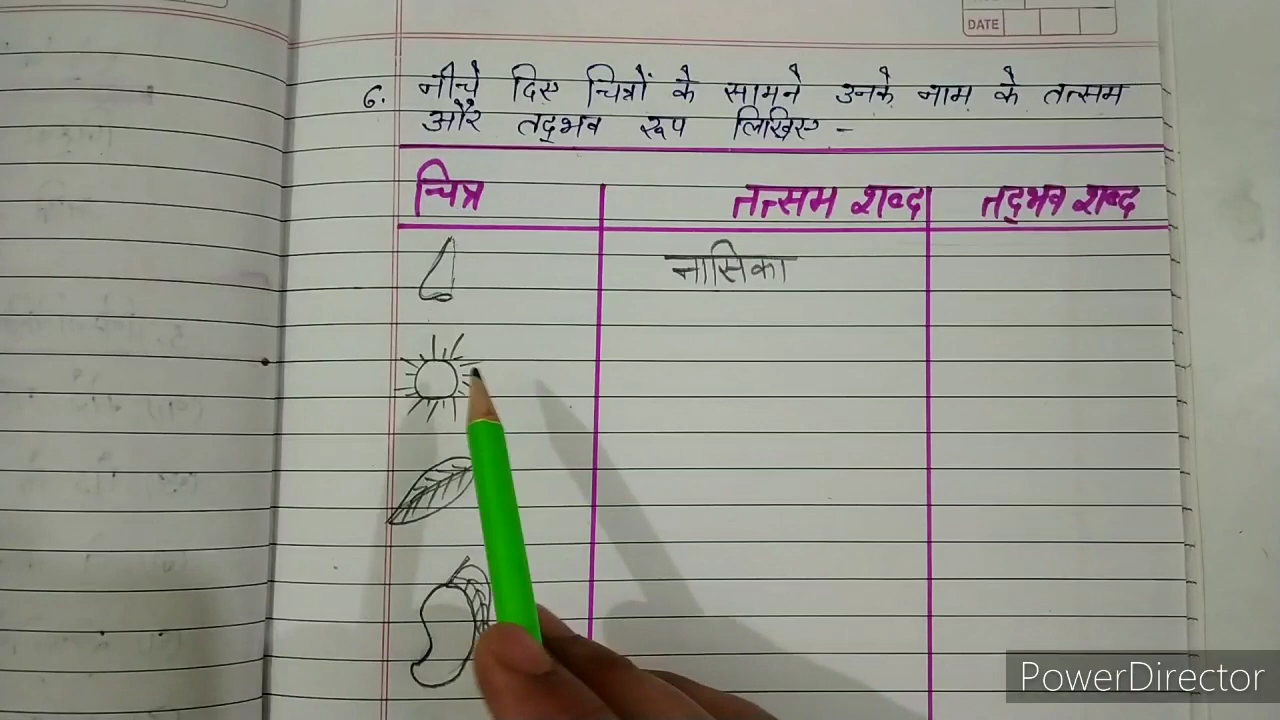 DATE
6. नीचे दिए चित्रों के सामने उनके नाम के तत्सम
और तद्भव रूप लिखिए -
चित्र तत्सम शब्द तद्भव शब्द
नासिका
PowerDirector